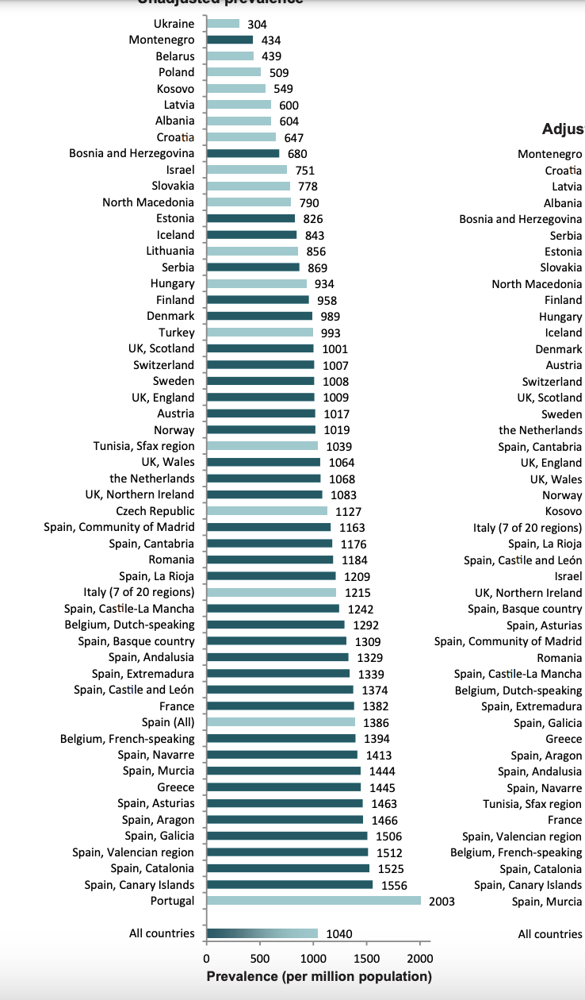 Unadjusted prevalence
Ukraine 304
Montenegro 434
Belarus 439
Poland 509
Kosovo 549
Latvia 600
Albania 604
Croatia 647
Bosnia and Herzegovina 680
Israel 751
Slovakia 778
North Macedonia 790
Estonia 826
Iceland 843
Lithuania 856
Serbia 869
Hungary 934
Finland 958
Denmark 989
Turkey 993
UK, Scotland 1001
Switzerland 1007
Sweden 1008
UK, England 1009
Austria 1017
Norway 1019
Tunisia, Sfax region 1039
UK, Wales 1064
the Netherlands 1068
UK, Northern Ireland 1083
Czech Republic 1127
Spain, Community of Madrid 1163
Spain, Cantabria 1176
Romania 1184
Spain, La Rioja 1209
Italy (7 of 20 regions) 1215
Spain, Castile-La Mancha 1242
Belgium, Dutch-speaking 1292
Spain, Basque country 1309
Spain, Andalusia 1329
Spain, Extremadura 1339
Spain, Castile and León 1374
France 1382
Spain (All) 1386
Belgium, French-speaking 1394
Spain, Navarre 1413
Spain, Murcia 1444
Greece 1445
Spain, Asturias 1463
Spain, Aragon 1466
Spain, Galicia 1506
Spain, Valencian region 1512
Spain, Catalonia 1525
Spain, Canary Islands 1556
Portugal 2003
All countries 1040
0 500 1000 1500 2000
Prevalence (per million population)
Adjus
Montenegro
Croatia
Latvia
Albania
Bosnia and Herzegovina
Serbia
Estonia
Slovakia
North Macedonia
Finland
Hungary
Iceland
Denmark
Austria
Switzerland
UK, Scotland
Sweden
the Netherlands
Spain, Cantabria
UK, England
UK, Wales
Norway
Kosovo
Italy (7 of 20 regions)
Spain, La Rioja
Spain, Castile and León
Israel
UK, Northern Ireland
Spain, Basque country
Spain, Asturias
Spain, Community of Madrid
Romania
Spain, Castile-La Mancha
Belgium, Dutch-speaking
Spain, Extremadura
Spain, Galicia
Greece
Spain, Aragon
Spain, Andalusia
Spain, Navarre
Tunisia, Sfax region
France
Spain, Valencian region
Belgium, French-speaking
Spain, Catalonia
Spain, Canary Islands
Spain, Murcia
All countries